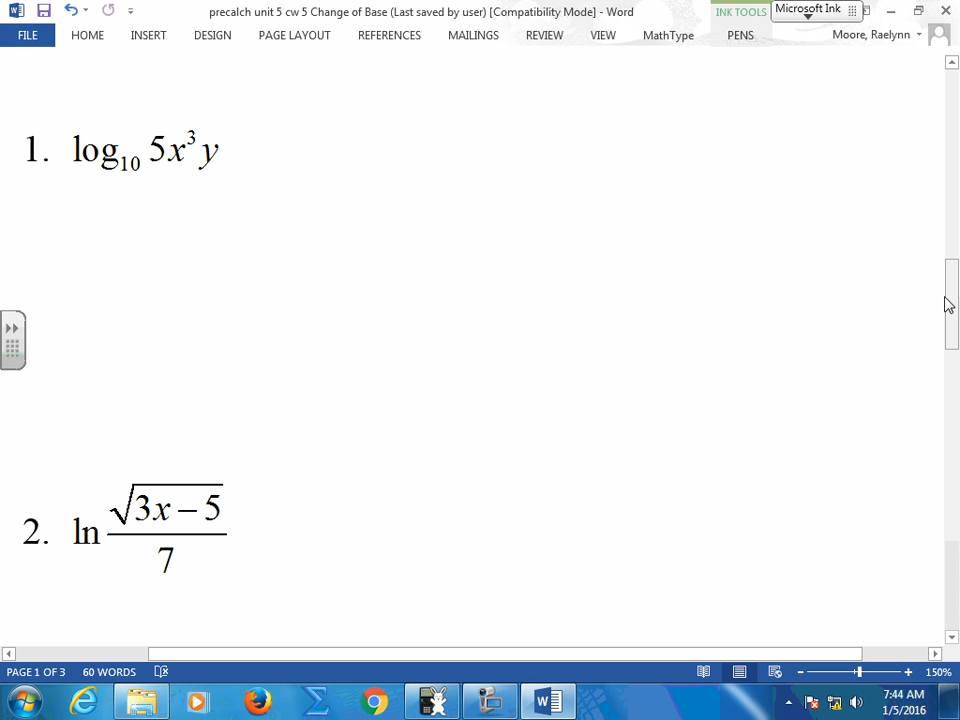 precalch unit 5 cw 5 Change of Base (Last saved by user) [Compatibility Mode] - Word
INK TOOLS
Microsoft Ink
FILE HOME INSERT DESIGN PAGE LAYOUT REFERENCES MAILINGS REVIEW VIEW MathType PENS Moore, Raelynn
1. log₁₀ 5x³y
2. ln √(3x − 5) / 7
PAGE 1 OF 3 60 WORDS 150%
7:44 AM
1/5/2016